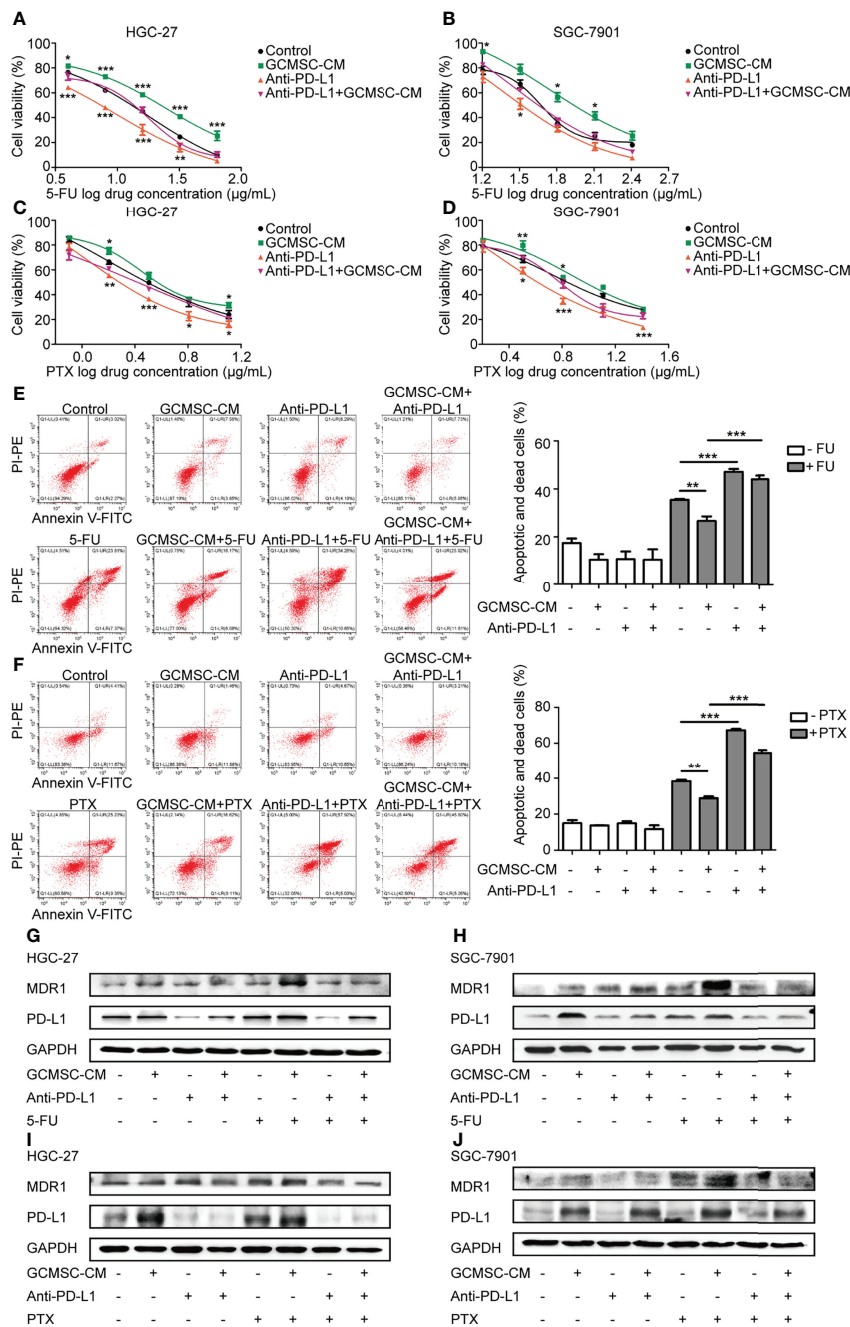 A
HGC-27
Cell viability (%)
100
80
60
40
20
0
0.5
1.0
1.5
2.0
5-FU log drug concentration (μg/mL)
* *** *** *** ***
*** *** *** **
Control
GCMSC-CM
Anti-PD-L1
Anti-PD-L1+GCMSC-CM
B
SGC-7901
Cell viability (%)
100
80
60
40
20
0
1.2
1.5
1.8
2.1
2.4
2.7
5-FU log drug concentration (μg/mL)
* * *
*
Control
GCMSC-CM
Anti-PD-L1
Anti-PD-L1+GCMSC-CM
C
HGC-27
Cell viability (%)
100
80
60
40
20
0
0.0
0.5
1.0
PTX log drug concentration (μg/mL)
* *
** *** * *
Control
GCMSC-CM
Anti-PD-L1
Anti-PD-L1+GCMSC-CM
D
SGC-7901
Cell viability (%)
100
80
60
40
20
0
0.4
0.8
1.2
1.6
PTX log drug concentration (μg/mL)
** *
* *** ***
Control
GCMSC-CM
Anti-PD-L1
Anti-PD-L1+GCMSC-CM
E
Control
GCMSC-CM
Anti-PD-L1
GCMSC-CM+
Anti-PD-L1
PI-PE
Annexin V-FITC
5-FU
GCMSC-CM+5-FU
Anti-PD-L1+5-FU
GCMSC-CM+
Anti-PD-L1+5-FU
PI-PE
Annexin V-FITC
Apoptotic and dead cells (%)
60
40
20
0
- FU
+ FU
*** *** **
GCMSC-CM - + - + - + - +
Anti-PD-L1 - - + + - - + +
F
Control
GCMSC-CM
Anti-PD-L1
GCMSC-CM+
Anti-PD-L1
PI-PE
Annexin V-FITC
PTX
GCMSC-CM+PTX
Anti-PD-L1+PTX
GCMSC-CM+
Anti-PD-L1+PTX
PI-PE
Annexin V-FITC
Apoptotic and dead cells (%)
80
60
40
20
0
- PTX
+ PTX
*** *** **
GCMSC-CM - + - + - + - +
Anti-PD-L1 - - + + - - + +
G
HGC-27
MDR1
PD-L1
GAPDH
GCMSC-CM - + - + - + - +
Anti-PD-L1 - - + + - - + +
5-FU - - - - + + + +
H
SGC-7901
MDR1
PD-L1
GAPDH
GCMSC-CM - + - + - + - +
Anti-PD-L1 - - + + - - + +
5-FU - - - - + + + +
I
HGC-27
MDR1
PD-L1
GAPDH
GCMSC-CM - + - + - + - +
Anti-PD-L1 - - + + - - + +
PTX - - - - + + + +
J
SGC-7901
MDR1
PD-L1
GAPDH
GCMSC-CM - + - + - + - +
Anti-PD-L1 - - + + - - + +
PTX - - - - + + + +